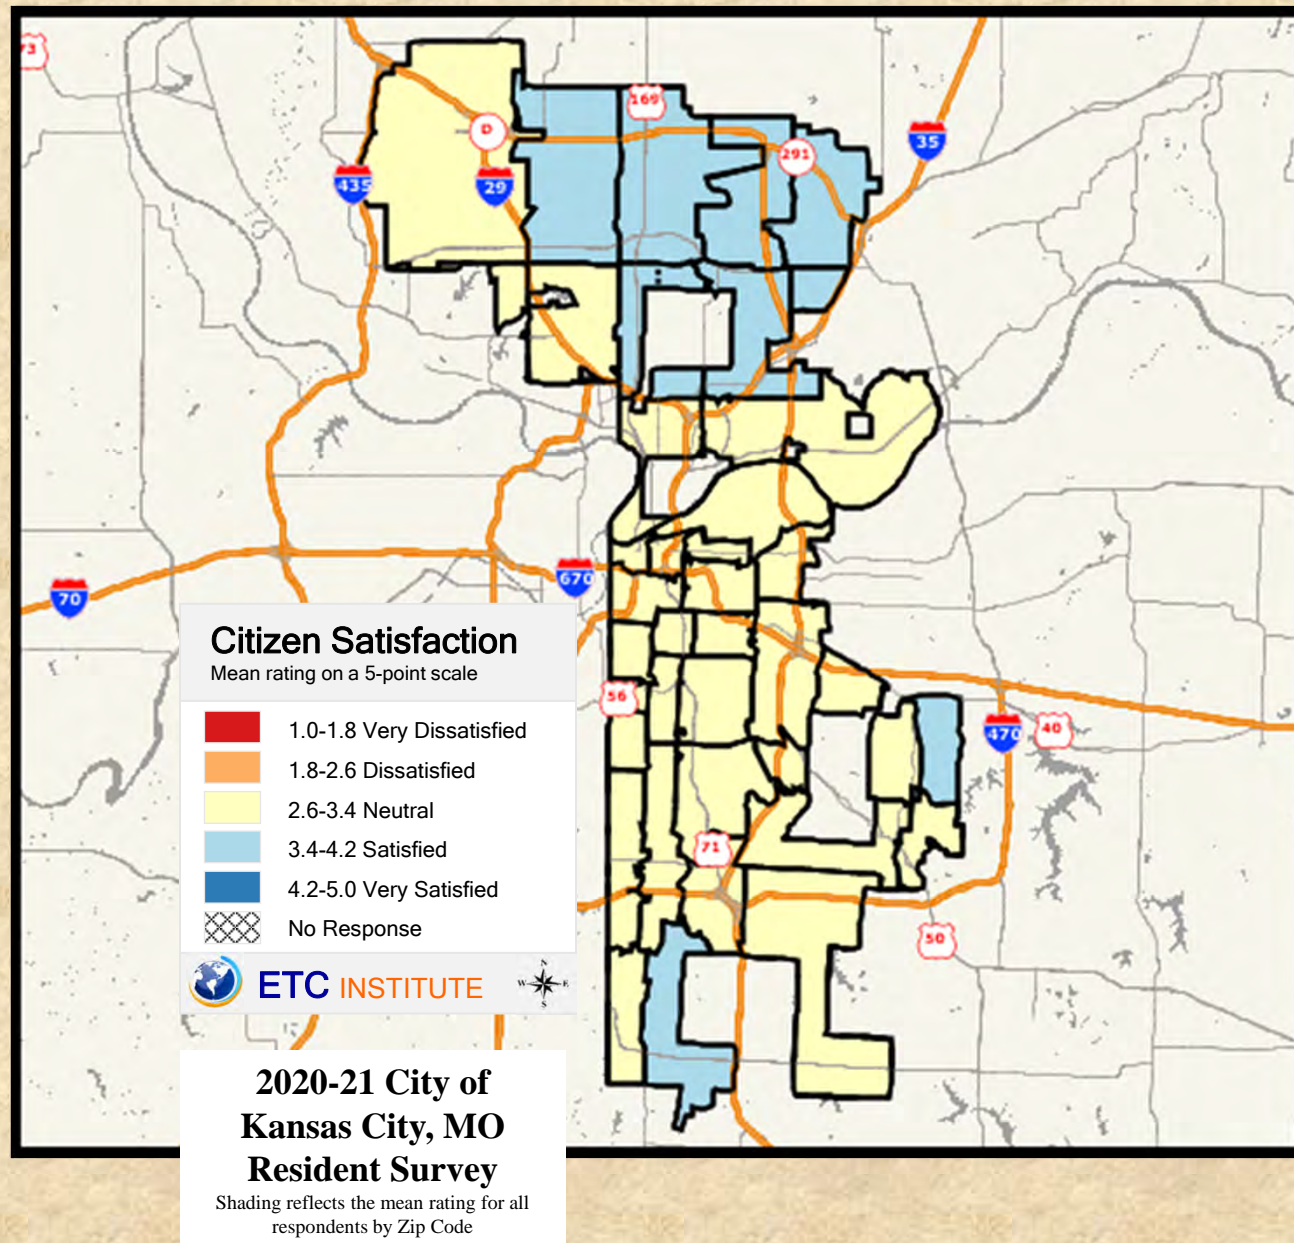 73
169
D
291
35
435
29
670
70
56
470
40
71
50
Citizen Satisfaction
Mean rating on a 5-point scale
1.0-1.8 Very Dissatisfied
1.8-2.6 Dissatisfied
2.6-3.4 Neutral
3.4-4.2 Satisfied
4.2-5.0 Very Satisfied
No Response
ETC INSTITUTE
N
W E
S
2020-21 City of
Kansas City, MO
Resident Survey
Shading reflects the mean rating for all
respondents by Zip Code